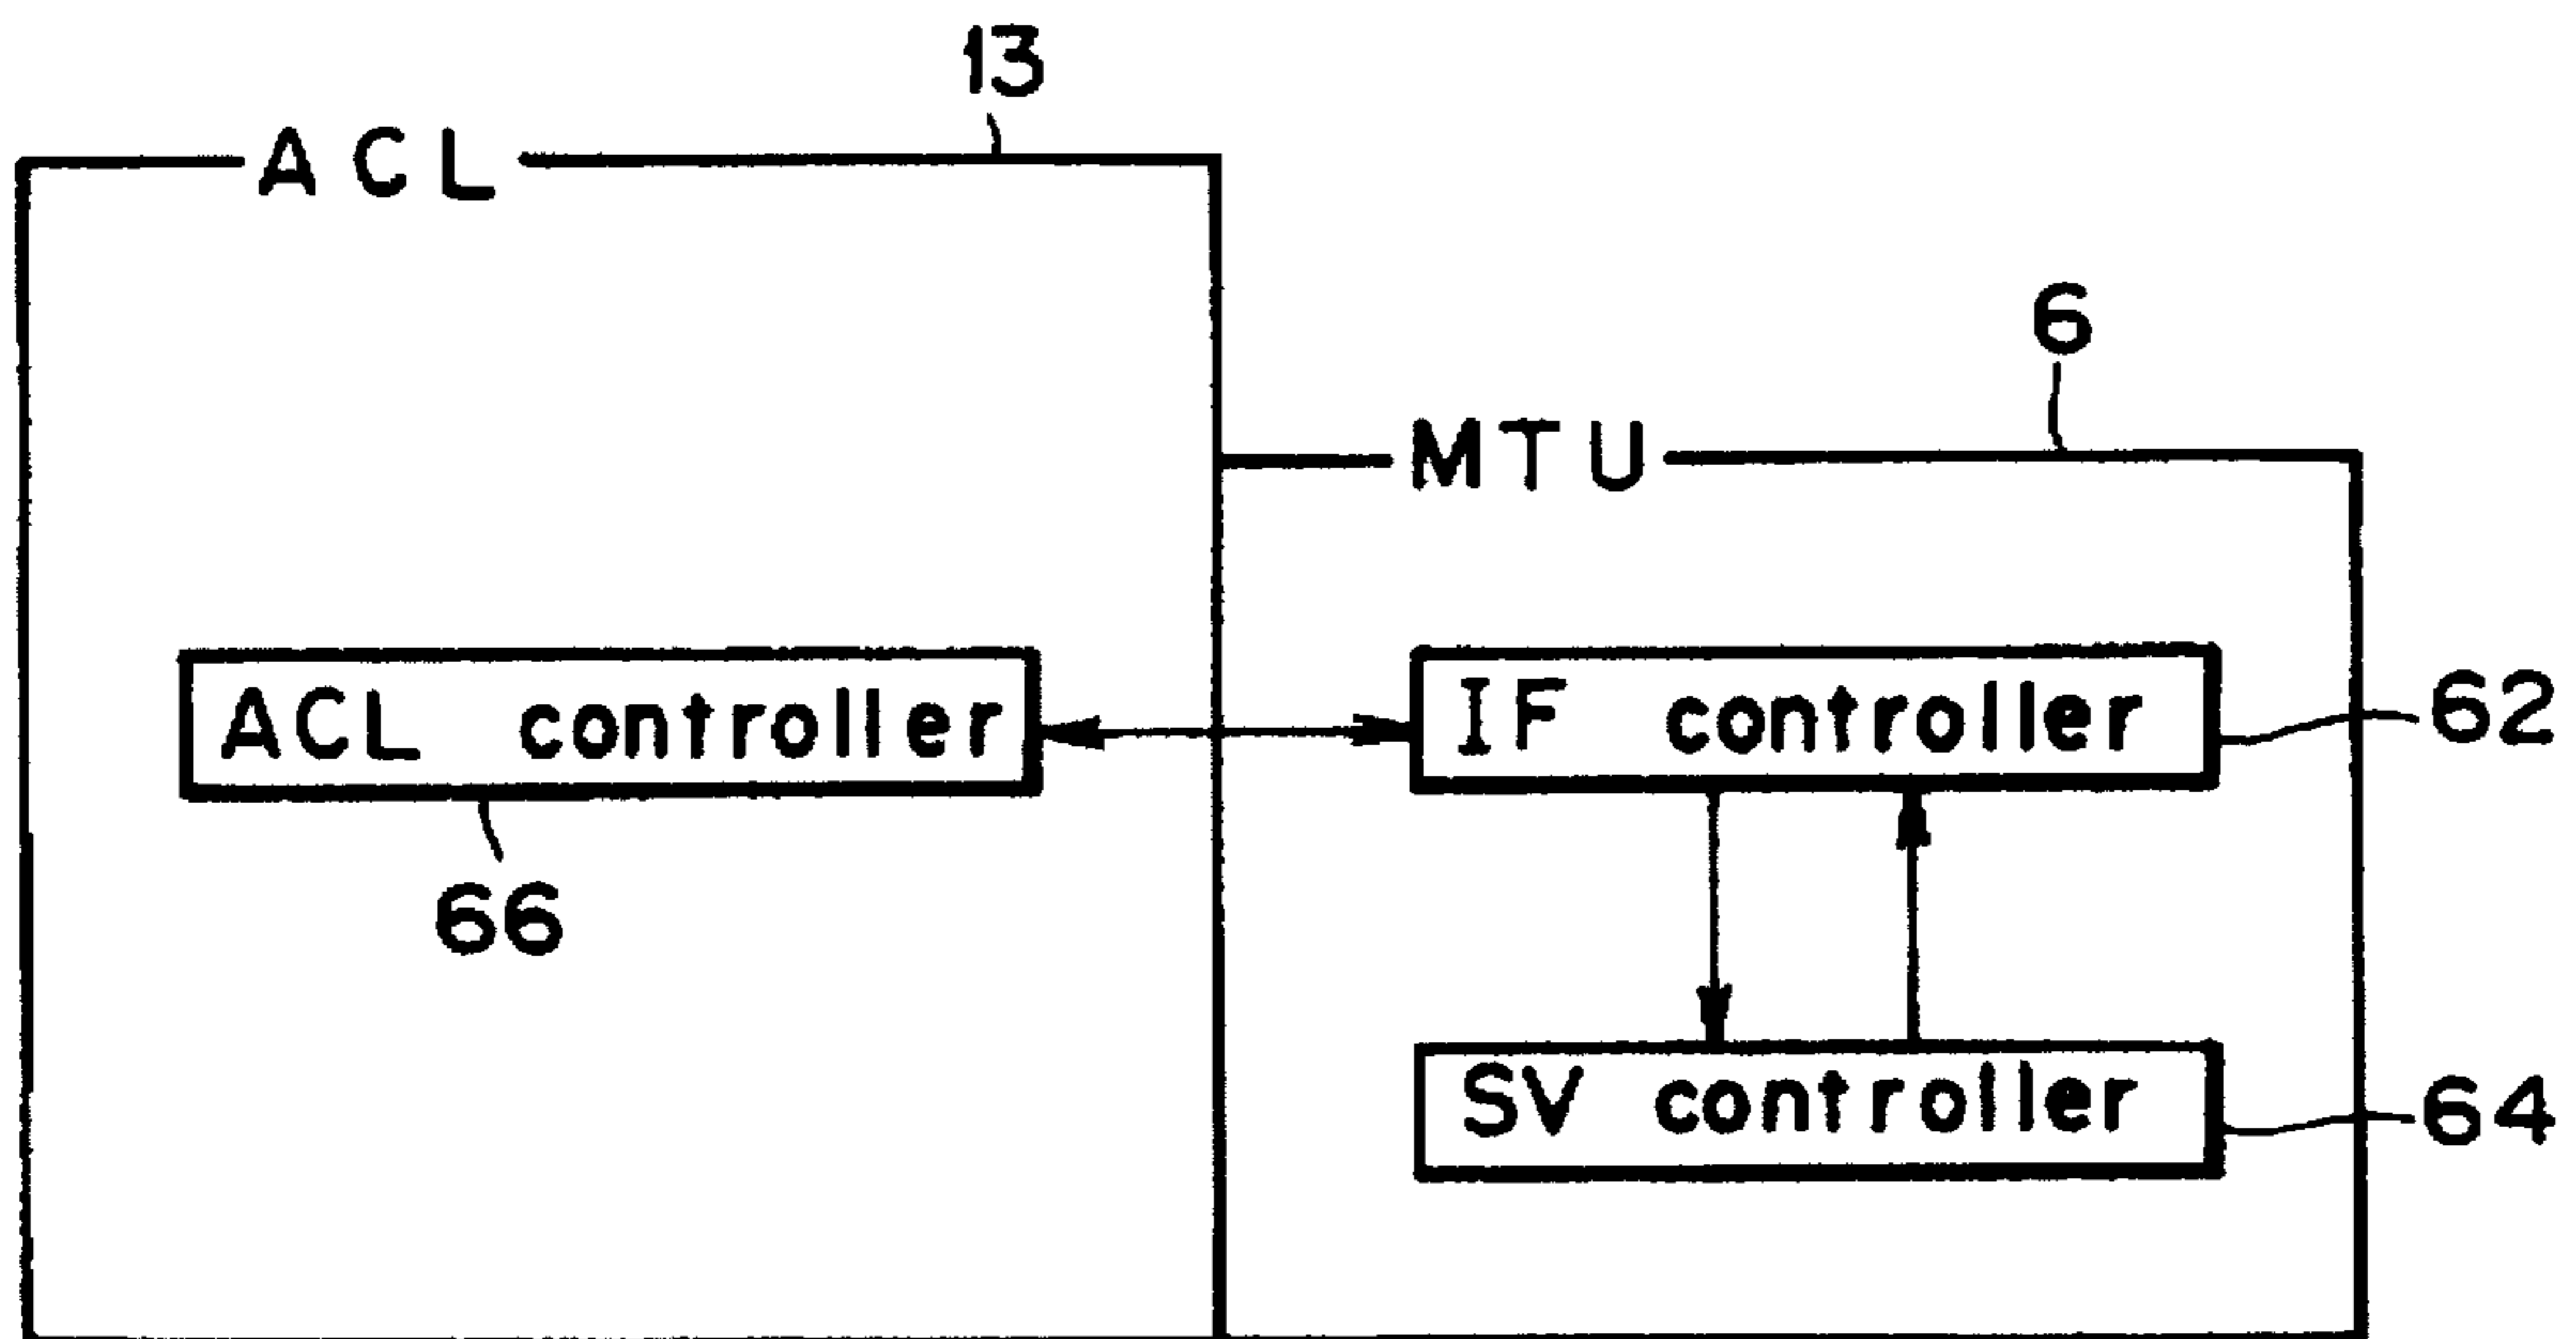 13
ACL
6
MTU
ACL controller
IF controller
62
66
SV controller
64